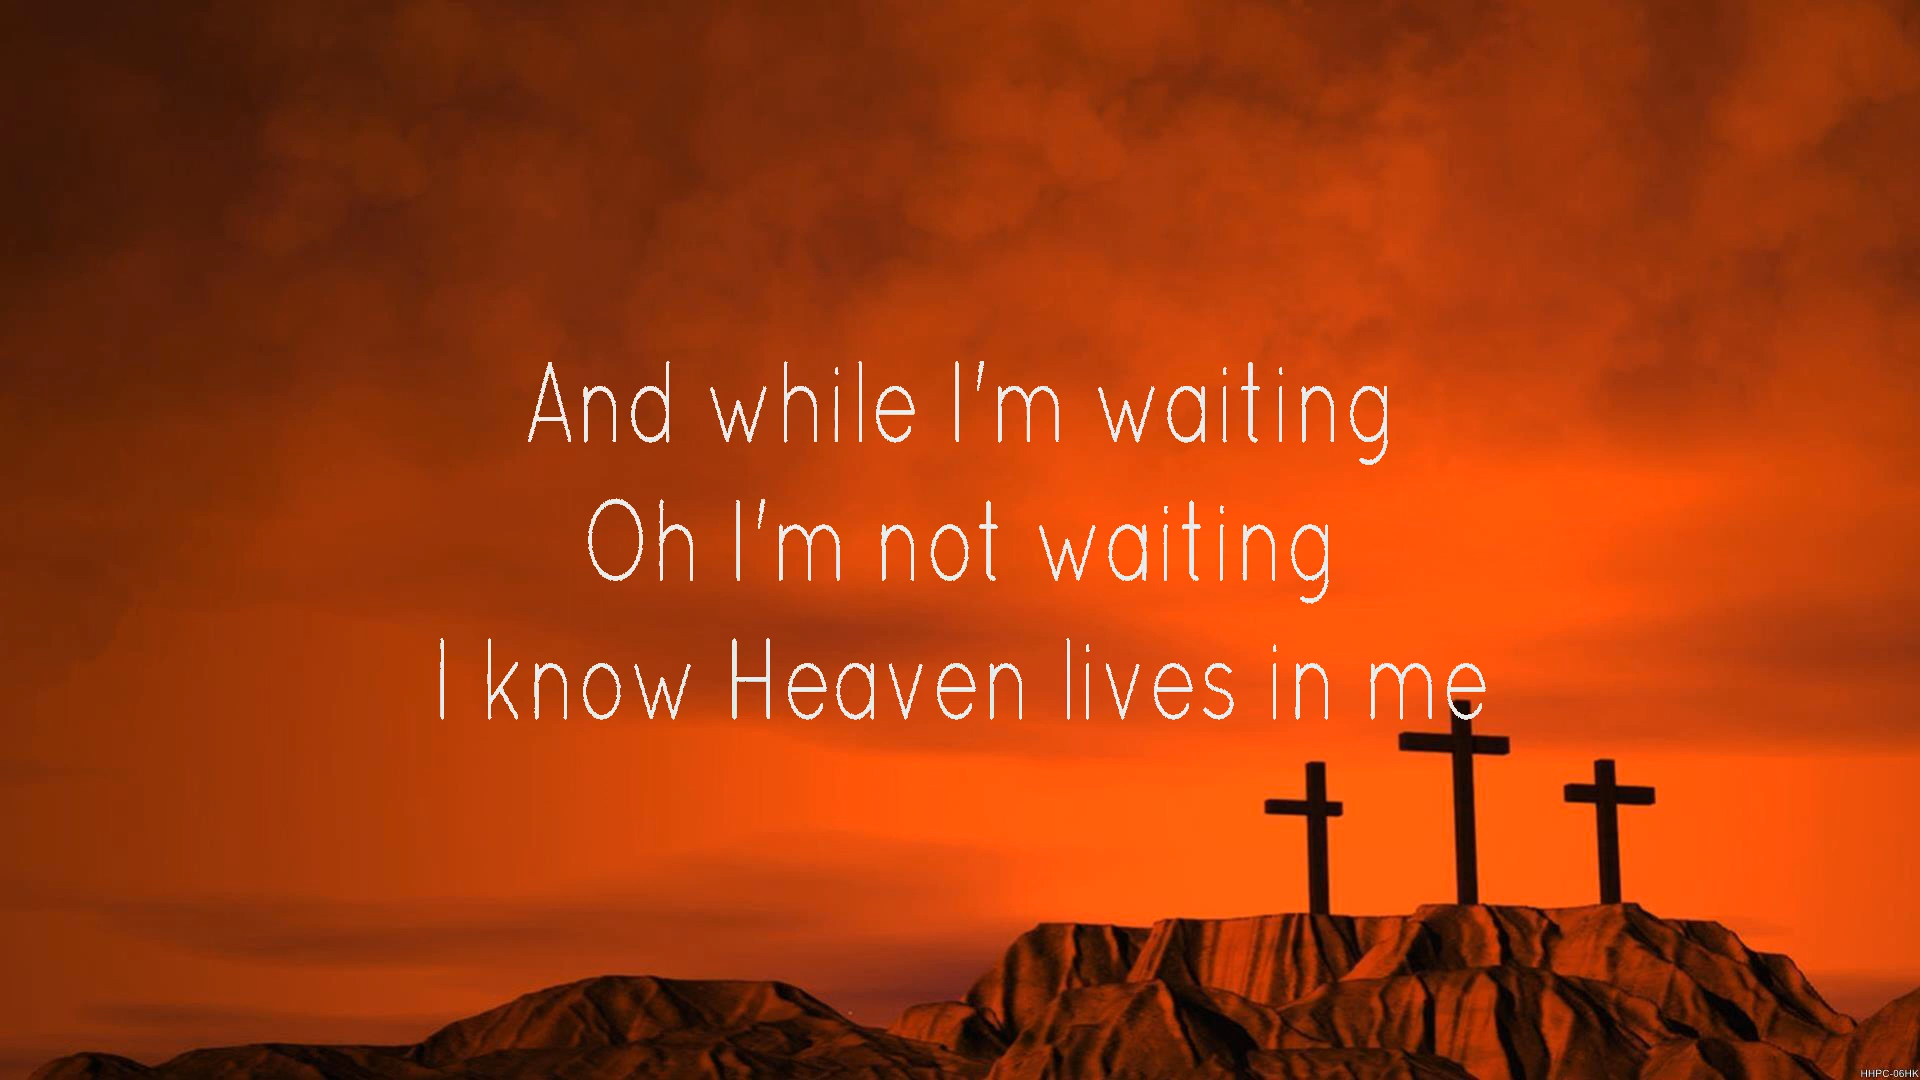 And while I'm waiting
Oh I'm not waiting
I know Heaven lives in me
HHPC-06HK